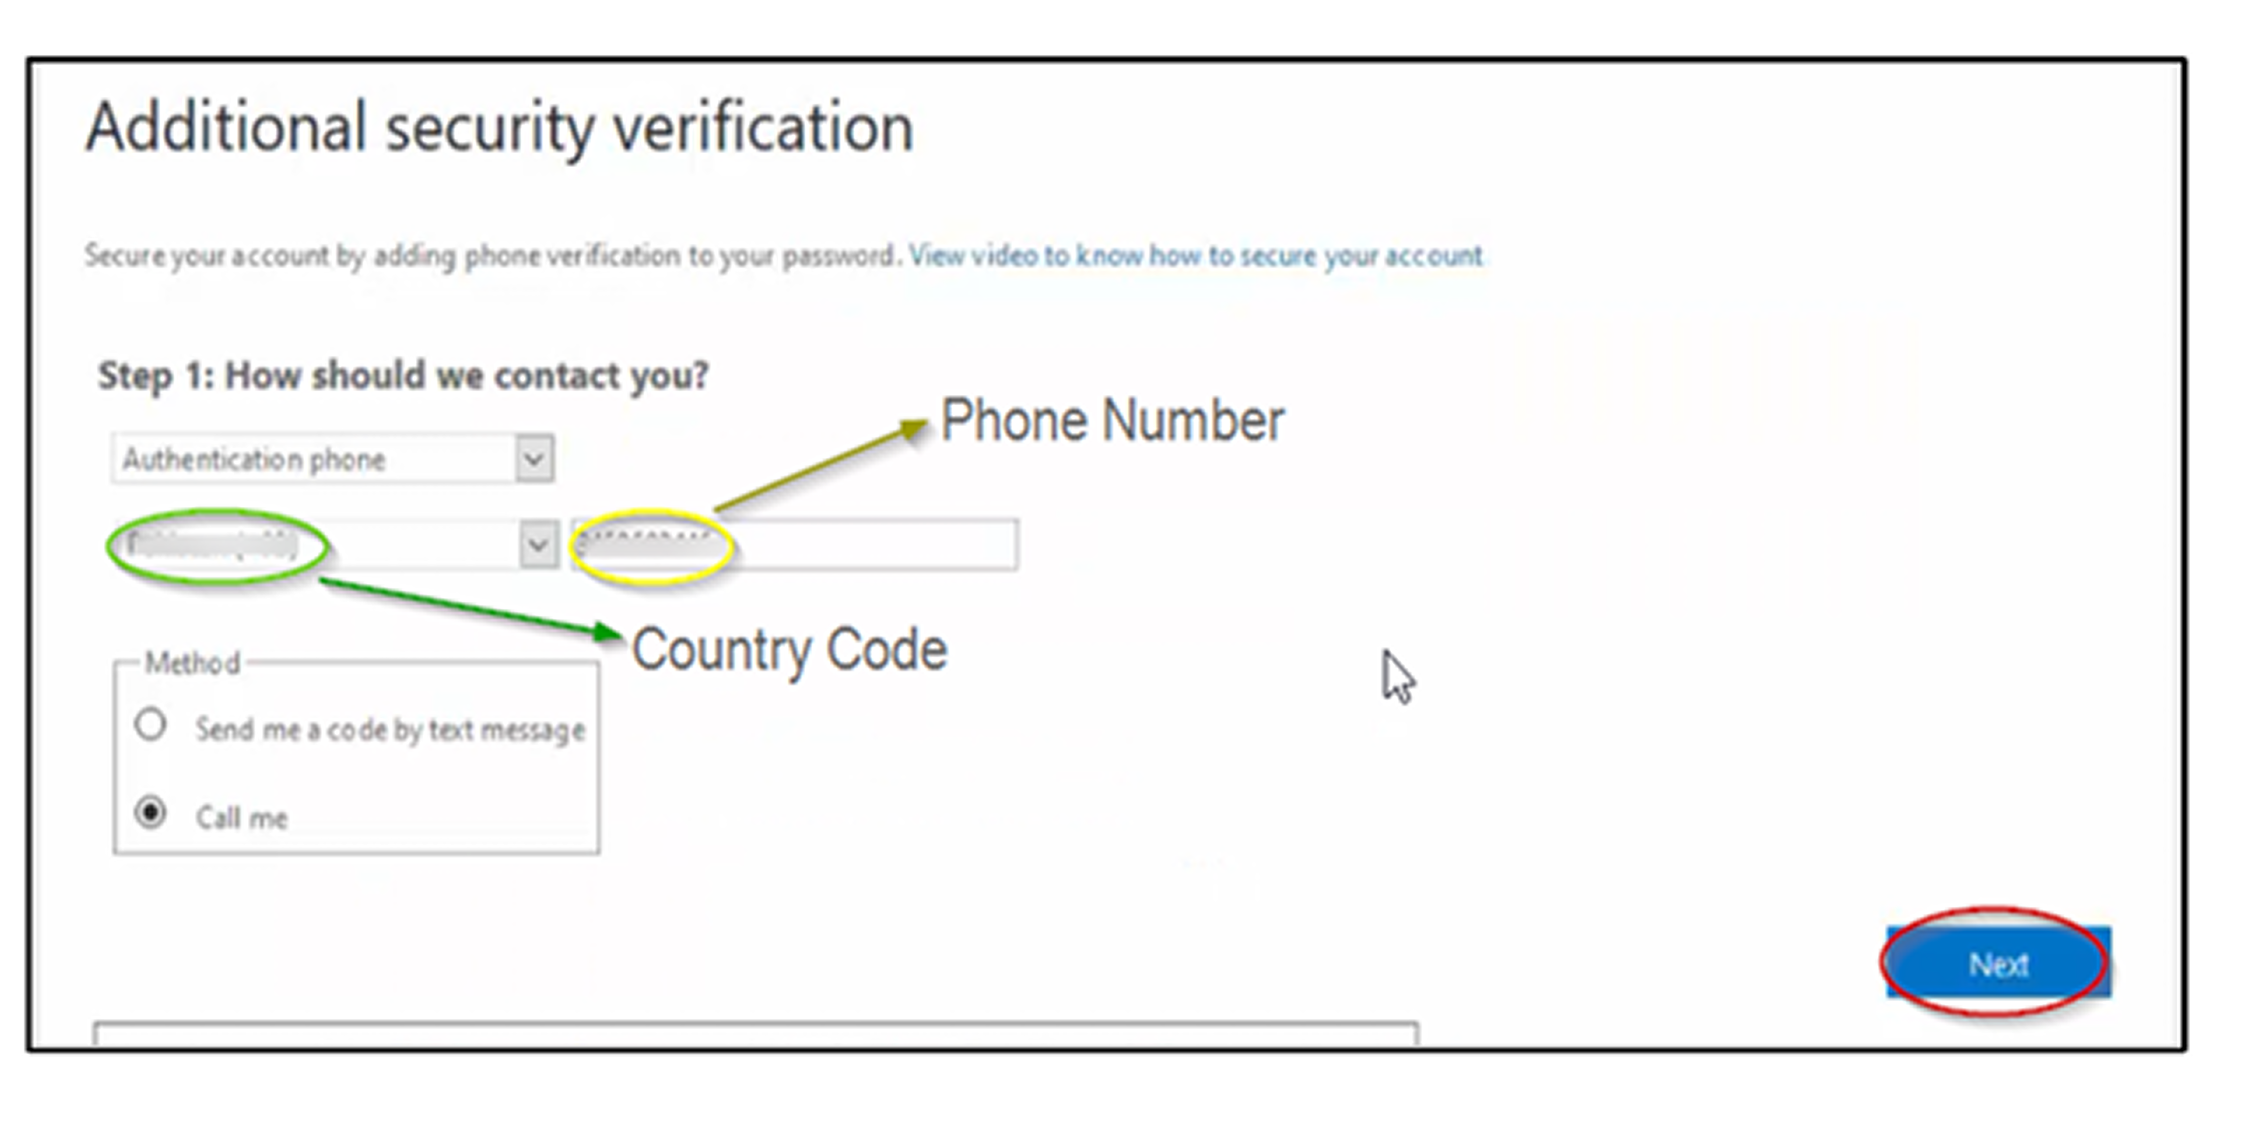 Additional security verification
Secure your account by adding phone verification to your password. View video to know how to secure your account
Step 1: How should we contact you?
Phone Number
Authentication phone
Country Code
Method
Send me a code by text message
Call me
Next